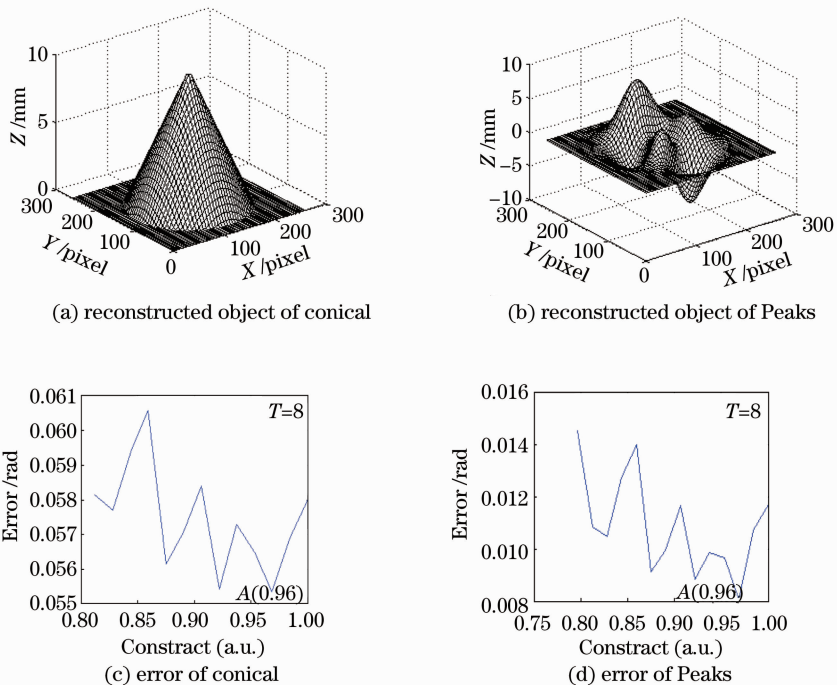 10
5
0
Z /mm
300
200
100
0
Y /pixel
100
200
300
X /pixel
(a) reconstructed object of conical
10
5
0
−5
−10
Z /mm
300
200
100
0
Y /pixel
100
200
300
X /pixel
(b) reconstructed object of Peaks
0.061
0.060
0.059
0.058
0.057
0.056
0.055
Error /rad
T=8
A(0.96)
0.80 0.85 0.90 0.95 1.00
Constract (a.u.)
(c) error of conical
0.016
0.014
0.012
0.010
0.008
Error /rad
T=8
A(0.96)
0.75 0.80 0.85 0.90 0.95 1.00
Constract (a.u.)
(d) error of Peaks